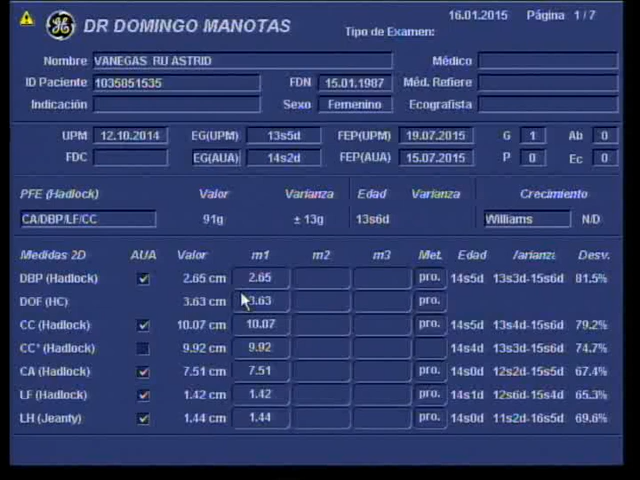 16.01.2015 Página 1 / 7
DR DOMINGO MANOTAS
Tipo de Examen:
Nombre VANEGAS RU ASTRID Médico
ID Paciente 1035851535 FDN 15.01.1987 Méd. Refiere
Indicación Sexo Femenino Ecografista
UPM 12.10.2014 EG(UPM) 13s5d FEP(UPM) 19.07.2015 G 1 Ab 0
FDC EG(AUA) 14s2d FEP(AUA) 15.07.2015 P 0 Ec 0
PFE (Hadlock) Valor Varianza Edad Varianza Crecimiento
CA/DBP/LF/CC 91g ± 13g 13s6d Williams N/D
Medidas 2D AUA Valor m1 m2 m3 Met. Edad /arianza Desv.
DBP (Hadlock) 2.65 cm 2.65 pro. 14s5d 13s3d-15s6d 81.5%
DOF (HC) 3.63 cm 3.63 pro.
CC (Hadlock) 10.07 cm 10.07 pro. 14s5d 13s4d-15s6d 79.2%
CC* (Hadlock) 9.92 cm 9.92 pro. 14s4d 13s3d-15s6d 74.7%
CA (Hadlock) 7.51 cm 7.51 pro. 14s0d 12s2d-15s5d 67.4%
LF (Hadlock) 1.42 cm 1.42 pro. 14s1d 12s6d-15s4d 65.3%
LH (Jeanty) 1.44 cm 1.44 pro. 14s0d 11s2d-16s5d 69.6%